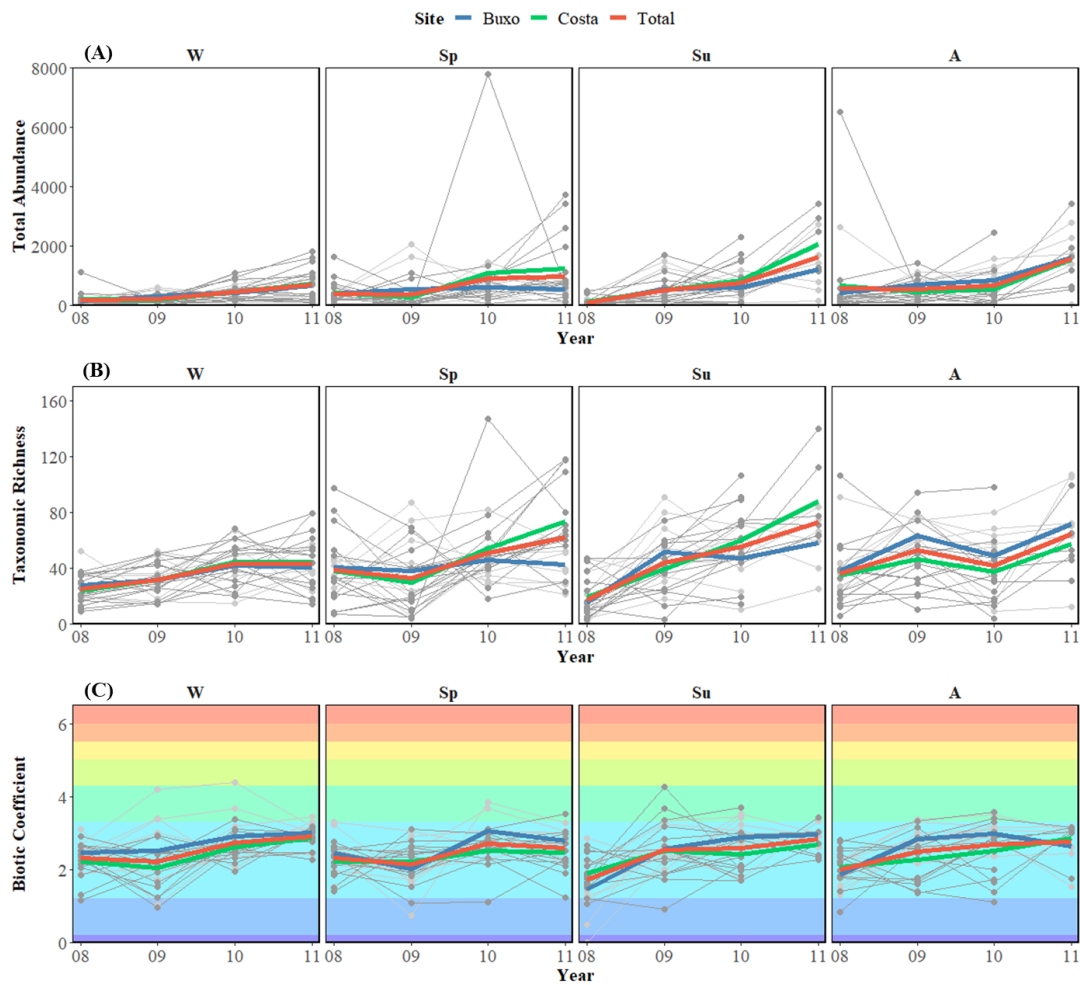 Site Buxo Costa Total
(A) W Sp Su A
Total Abundance
8000
6000
4000
2000
0
08 09 10 11 08 09 10 11 08 09 10 11 08 09 10 11
Year Year Year Year
(B) W Sp Su A
Taxonomic Richness
160
120
80
40
0
08 09 10 11 08 09 10 11 08 09 10 11 08 09 10 11
Year Year Year Year
(C) W Sp Su A
Biotic Coefficient
6
4
2
0
08 09 10 11 08 09 10 11 08 09 10 11 08 09 10 11
Year Year Year Year